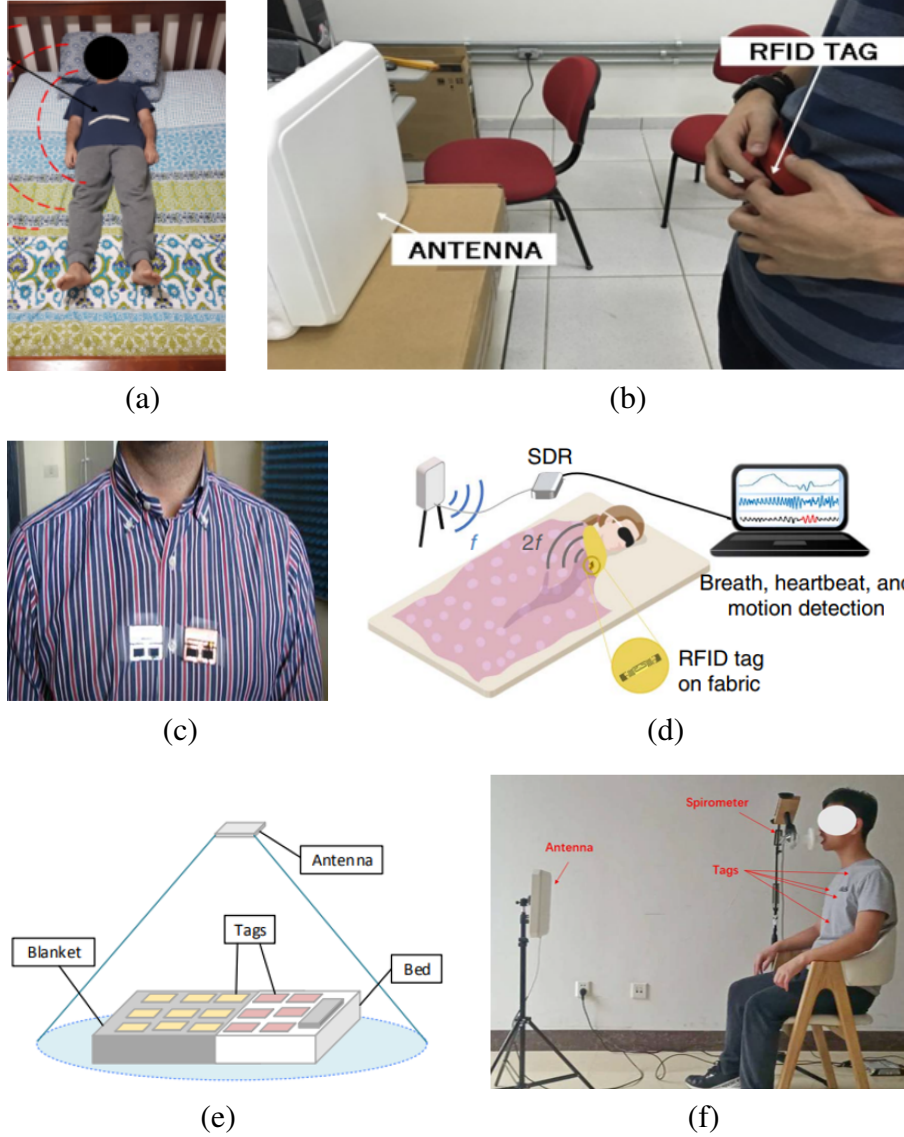 RFID TAG
ANTENNA
(a)
(b)
SDR
f
2f
Breath, heartbeat, and
motion detection
RFID tag
on fabric
(c)
(d)
Antenna
Tags
Blanket
Bed
Spirometer
Antenna
Tags
(e)
(f)